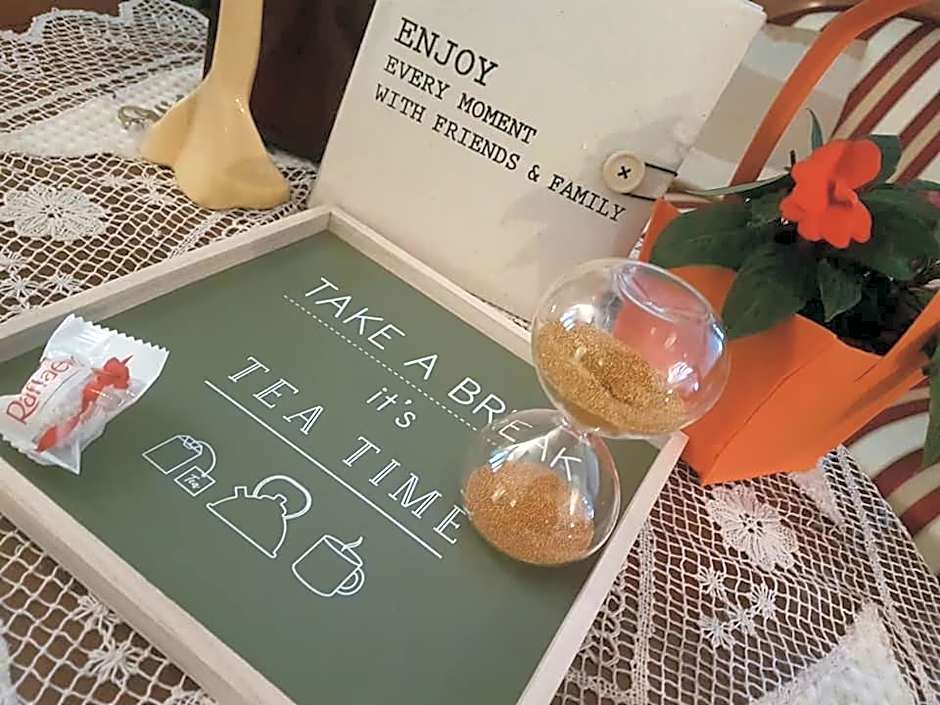 ENJOY
EVERY MOMENT
WITH FRIENDS & FAMILY
TAKE A BREAK
it's
TEA TIME
Tea
Raffaello